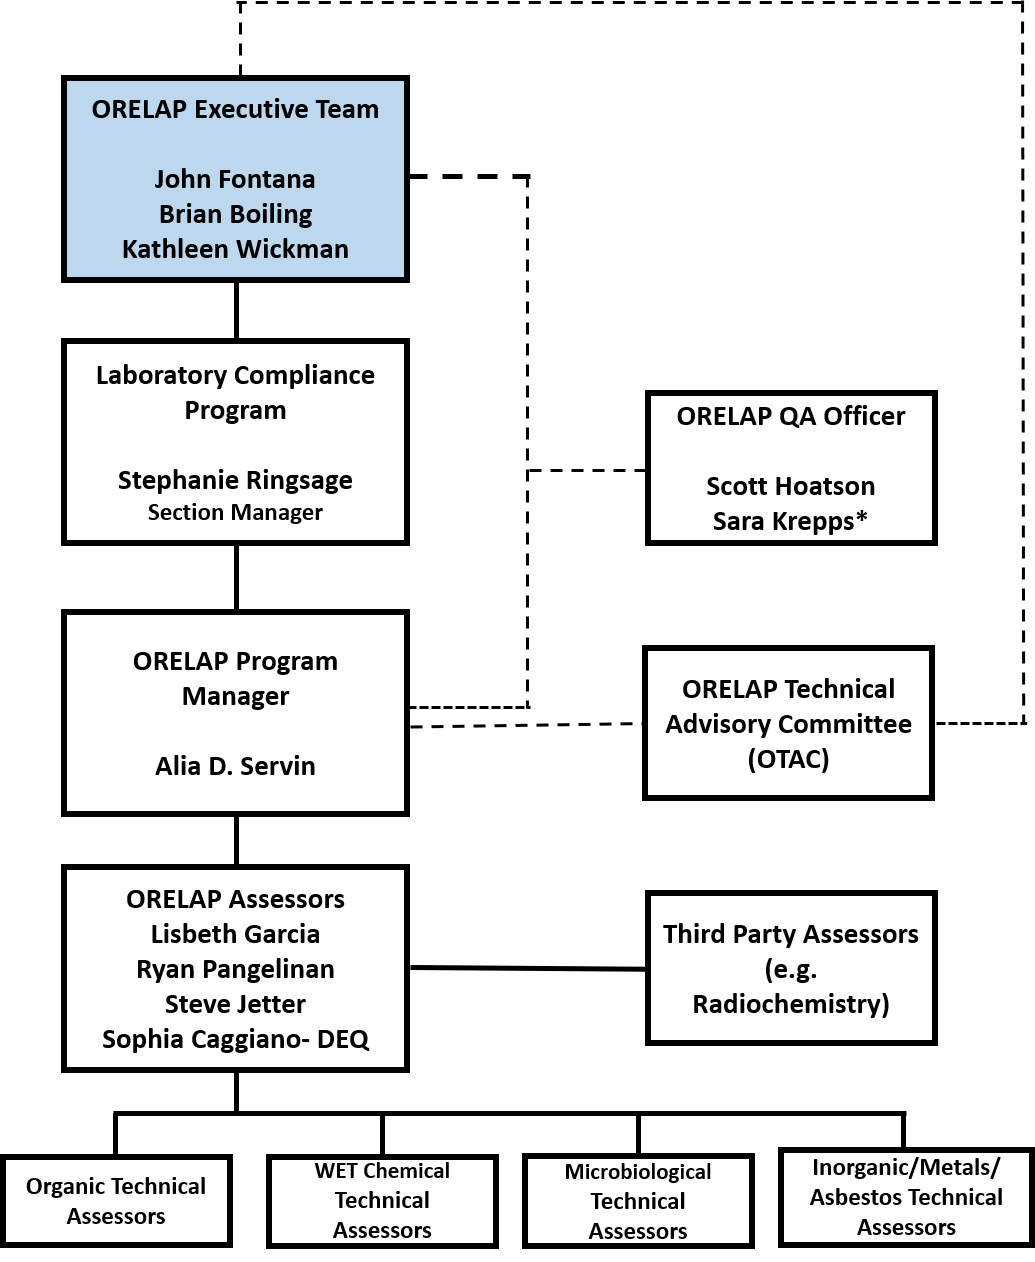 ORELAP Executive Team
John Fontana
Brian Boiling
Kathleen Wickman
Laboratory Compliance
Program
Stephanie Ringsage
Section Manager
ORELAP QA Officer
Scott Hoatson
Sara Krepps*
ORELAP Program
Manager
Alia D. Servin
ORELAP Technical
Advisory Committee
(OTAC)
ORELAP Assessors
Lisbeth Garcia
Ryan Pangelinan
Steve Jetter
Sophia Caggiano- DEQ
Third Party Assessors
(e.g.
Radiochemistry)
Organic Technical
Assessors
WET Chemical
Technical
Assessors
Microbiological
Technical
Assessors
Inorganic/Metals/
Asbestos Technical
Assessors